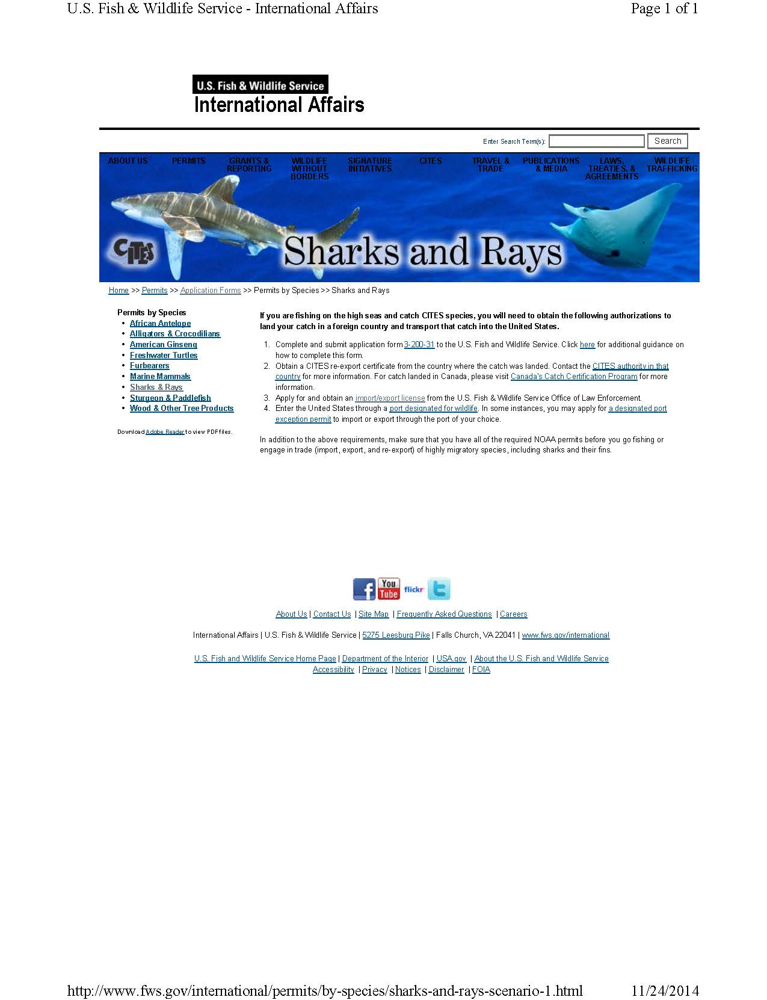 U.S. Fish & Wildlife Service - International Affairs
Page 1 of 1
U.S. Fish & Wildlife Service
International Affairs
Enter Search Term(s):
Search
ABOUT US
PERMITS
GRANTS &
REPORTING
WILDLIFE
WITHOUT
BORDERS
SIGNATURE
INITIATIVES
CITES
TRAVEL &
TRADE
PUBLICATIONS
& MEDIA
LAWS,
TREATIES, &
AGREEMENTS
WILDLIFE
TRAFFICKING
CITES
Sharks and Rays
Home >> Permits >> Application Forms >> Permits by Species >> Sharks and Rays
Permits by Species
• African Antelope
• Alligators & Crocodilians
• American Ginseng
• Freshwater Turtles
• Furbearers
• Marine Mammals
• Sharks & Rays
• Sturgeon & Paddlefish
• Wood & Other Tree Products
Download Adobe Reader to view PDF files.
If you are fishing on the high seas and catch CITES species, you will need to obtain the following authorizations to
land your catch in a foreign country and transport that catch into the United States.
1. Complete and submit application form 3-200-31 to the U.S. Fish and Wildlife Service. Click here for additional guidance on
how to complete this form.
2. Obtain a CITES re-export certificate from the country where the catch was landed. Contact the CITES authority in that
country for more information. For catch landed in Canada, please visit Canada's Catch Certification Program for more
information.
3. Apply for and obtain an import/export license from the U.S. Fish & Wildlife Service Office of Law Enforcement.
4. Enter the United States through a port designated for wildlife. In some instances, you may apply for a designated port
exception permit to import or export through the port of your choice.
In addition to the above requirements, make sure that you have all of the required NOAA permits before you go fishing or
engage in trade (import, export, and re-export) of highly migratory species, including sharks and their fins.
f You Tube flickr t
About Us | Contact Us | Site Map | Frequently Asked Questions | Careers
International Affairs | U.S. Fish & Wildlife Service | 5275 Leesburg Pike | Falls Church, VA 22041 | www.fws.gov/international
U.S. Fish and Wildlife Service Home Page | Department of the Interior | USA.gov | About the U.S. Fish and Wildlife Service
Accessibility | Privacy | Notices | Disclaimer | FOIA
http://www.fws.gov/international/permits/by-species/sharks-and-rays-scenario-1.html
11/24/2014